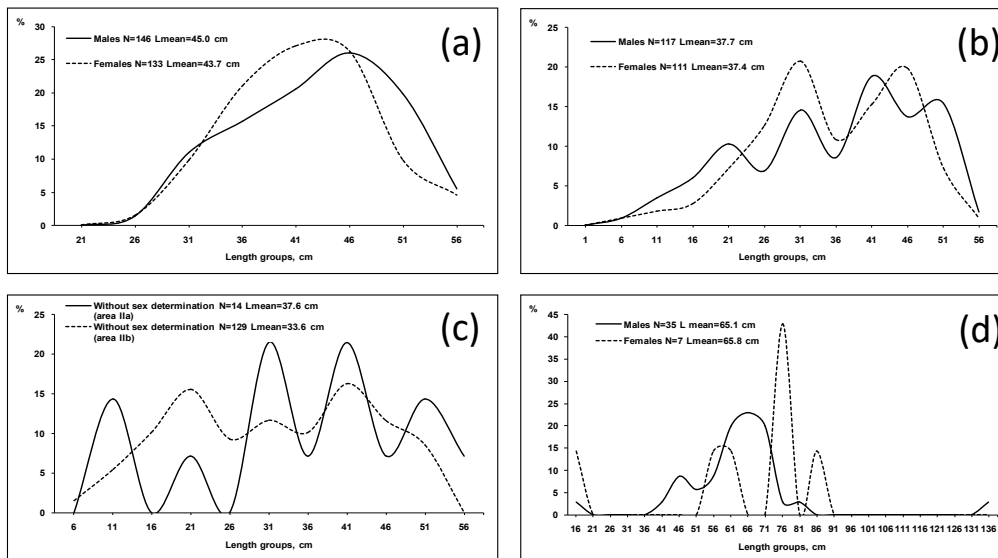 %
(a)
Males N=146 Lmean=45.0 cm
Females N=133 Lmean=43.7 cm
30
25
20
15
10
5
0
21 26 31 36 41 46 51 56
Length groups, cm
%
(b)
Males N=117 Lmean=37.7 cm
Females N=111 Lmean=37.4 cm
25
20
15
10
5
0
1 6 11 16 21 26 31 36 41 46 51 56
Length groups, cm
%
(c)
Without sex determination N=14 Lmean=37.6 cm
(area IIa)
Without sex determination N=129 Lmean=33.6 cm
(area IIb)
25
20
15
10
5
0
6 11 16 21 26 31 36 41 46 51 56
Length groups, cm
%
(d)
Males N=35 L mean=65.1 cm
Females N=7 Lmean=65.8 cm
45
40
35
30
25
20
15
10
5
0
16 21 26 31 36 41 46 51 56 61 66 71 76 81 86 91 96 101 106 111 116 121 126 131 136
Length groups, cm